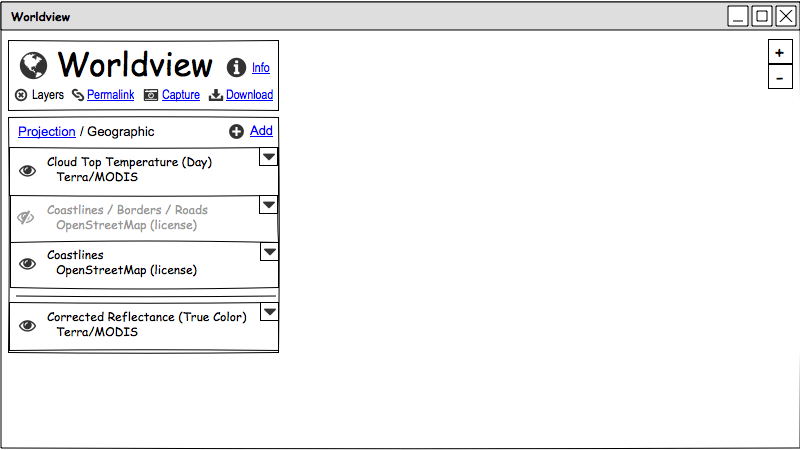 Worldview
+
-
Worldview Info
Layers Permalink Capture Download
Projection / Geographic Add
Cloud Top Temperature (Day)
Terra/MODIS
Coastlines / Borders / Roads
OpenStreetMap (license)
Coastlines
OpenStreetMap (license)
Corrected Reflectance (True Color)
Terra/MODIS